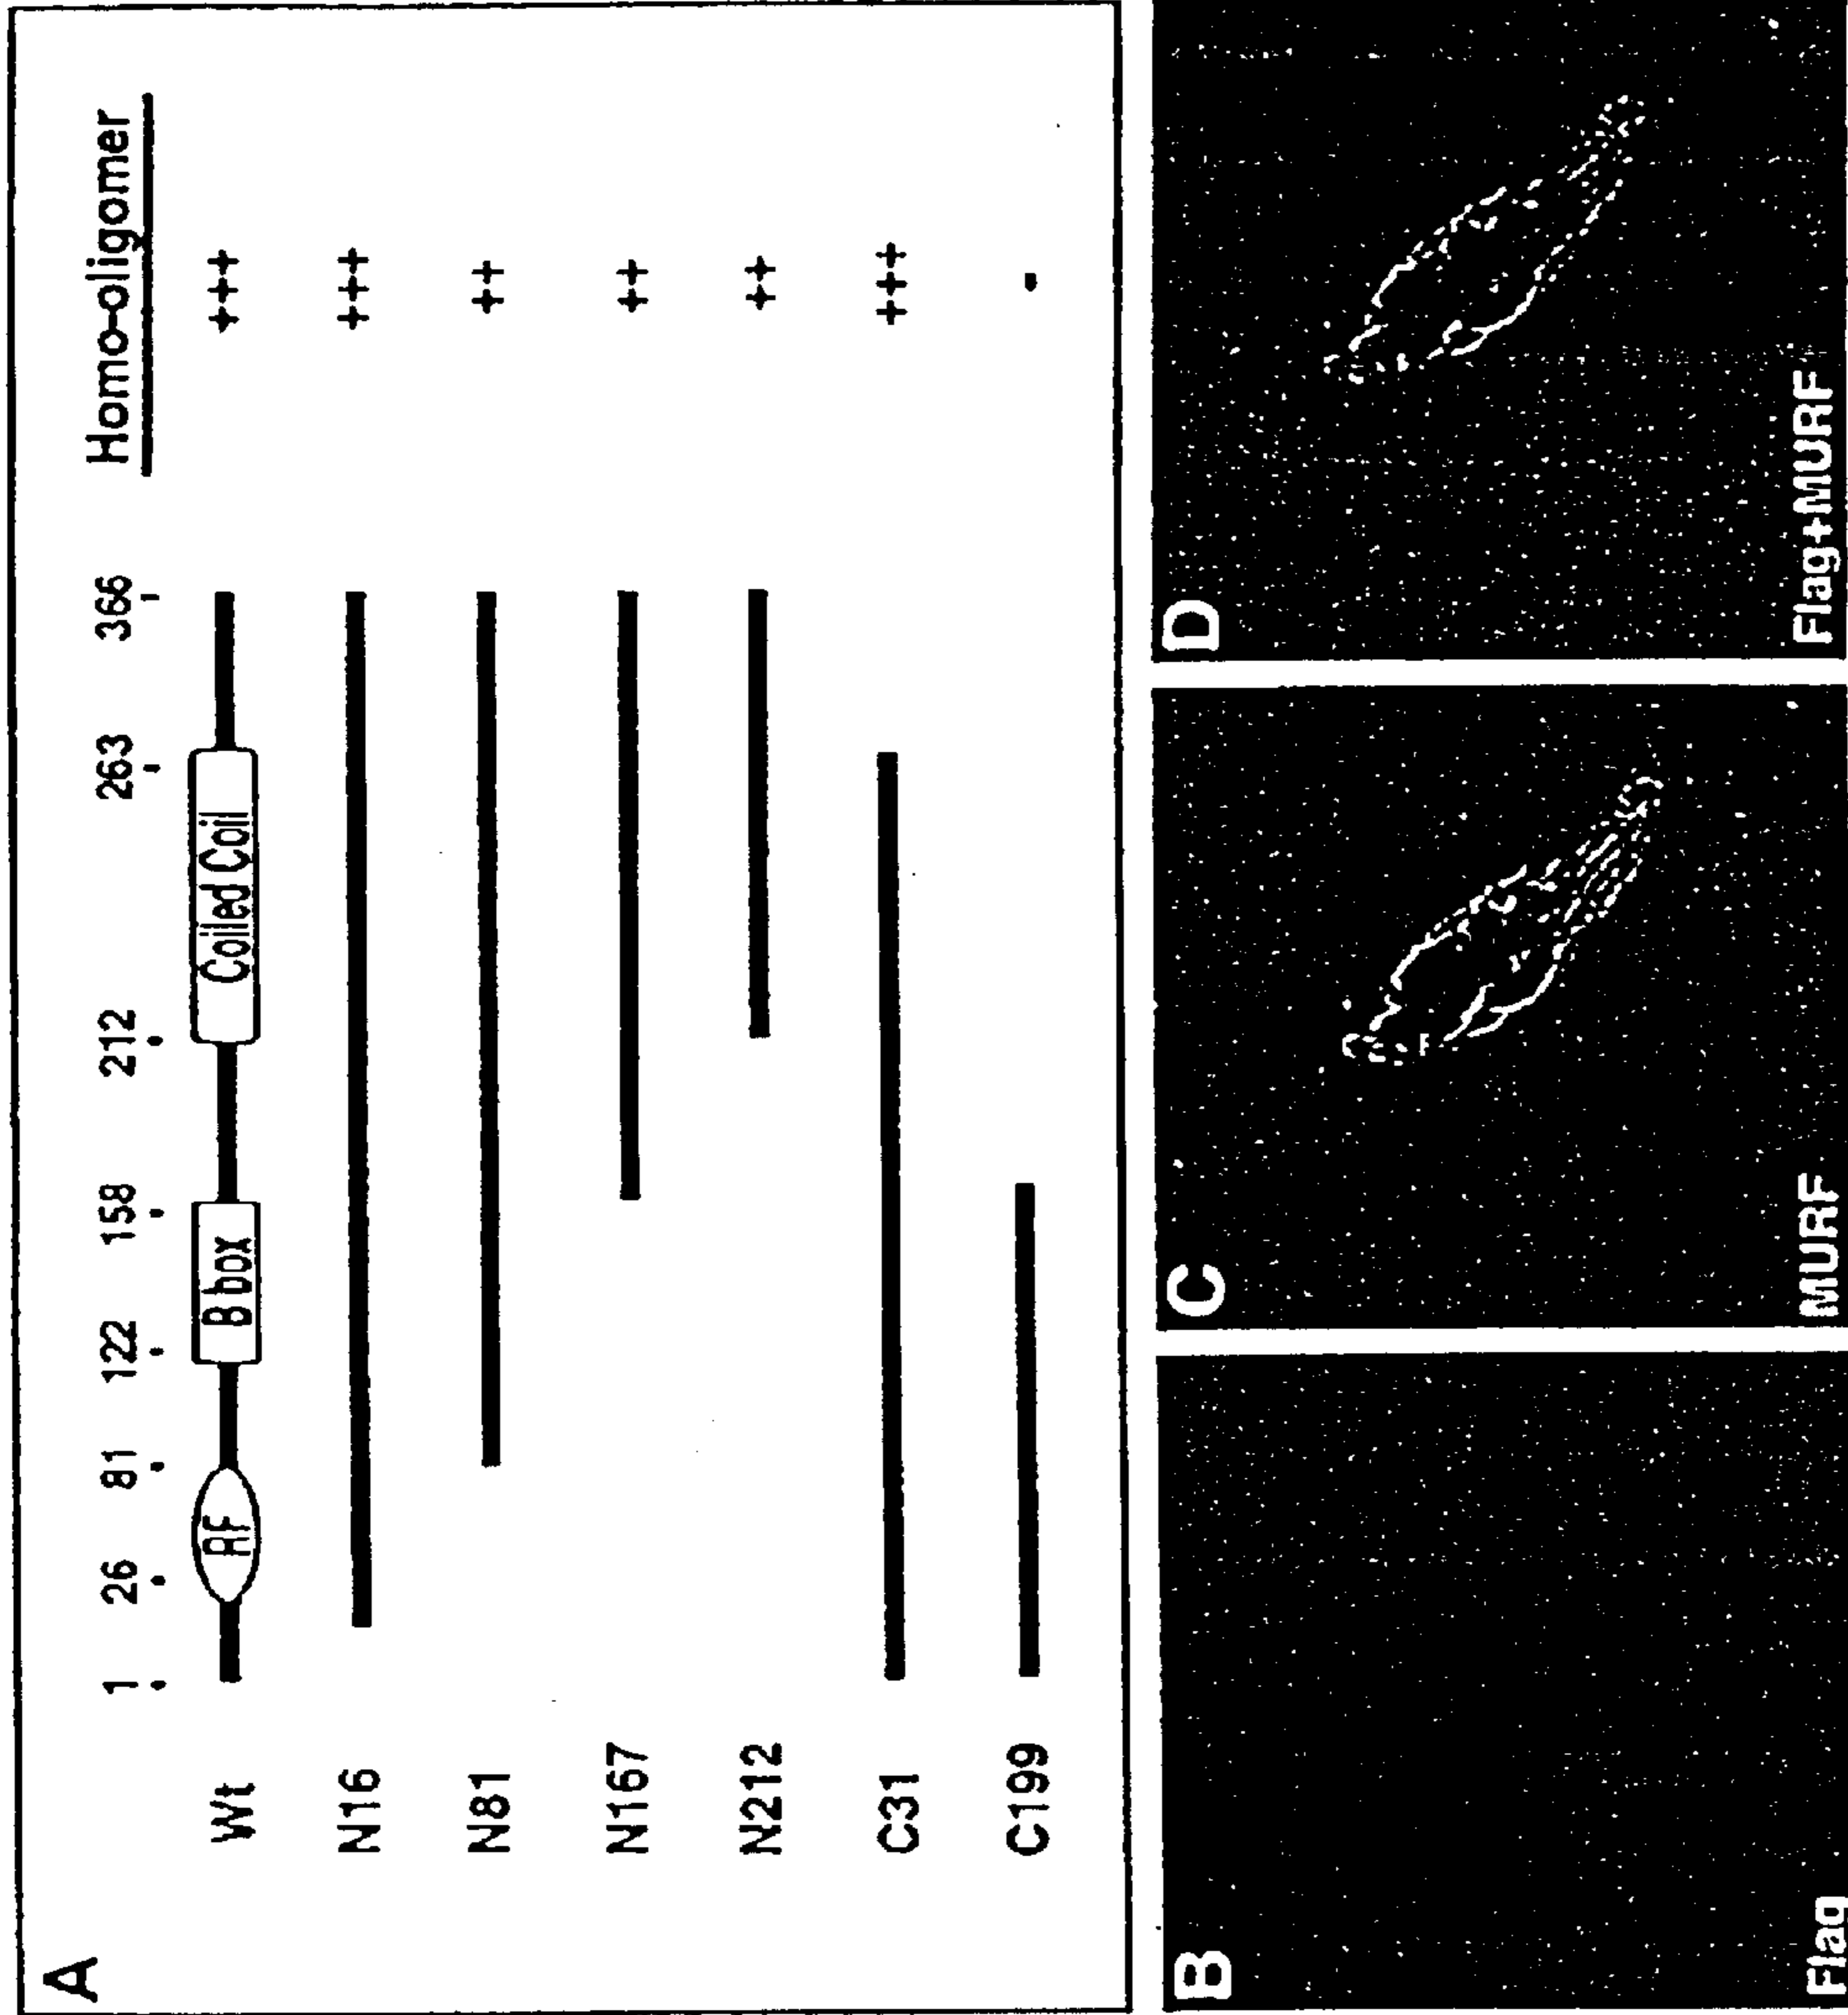 A
Homo-oligomer
1 26 81 122 158 212 263 366
Wt RF B box Coiled Coil +++
N16 +++
N81 ++
N167 ++
N212 ++
C31 +++
C199 -
B
Flag
C
MURF
D
Flag+MURF